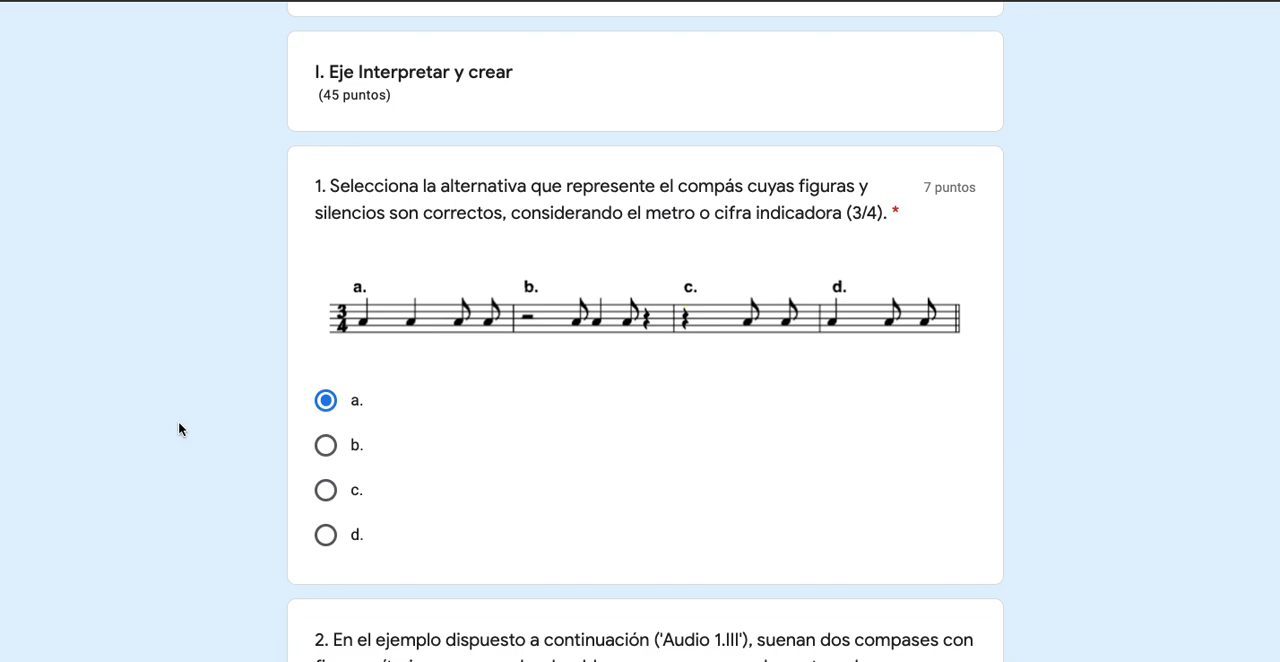 I. Eje Interpretar y crear
(45 puntos)
1. Selecciona la alternativa que represente el compás cuyas figuras y
7 puntos
silencios son correctos, considerando el metro o cifra indicadora (3/4). *
a. b. c. d.
3
4
a.
b.
c.
d.
2. En el ejemplo dispuesto a continuación ('Audio 1.III'), suenan dos compases con